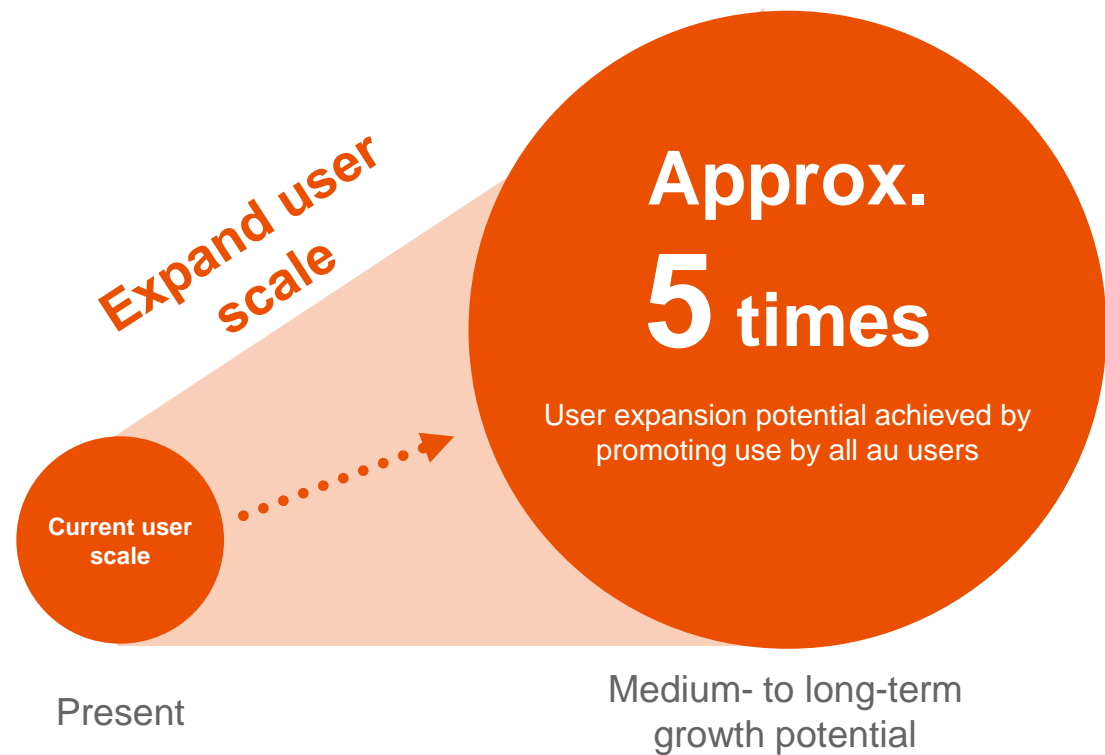 Expand user
scale
Approx.
5 times
User expansion potential achieved by
promoting use by all au users
Current user
scale
Present
Medium- to long-term
growth potential